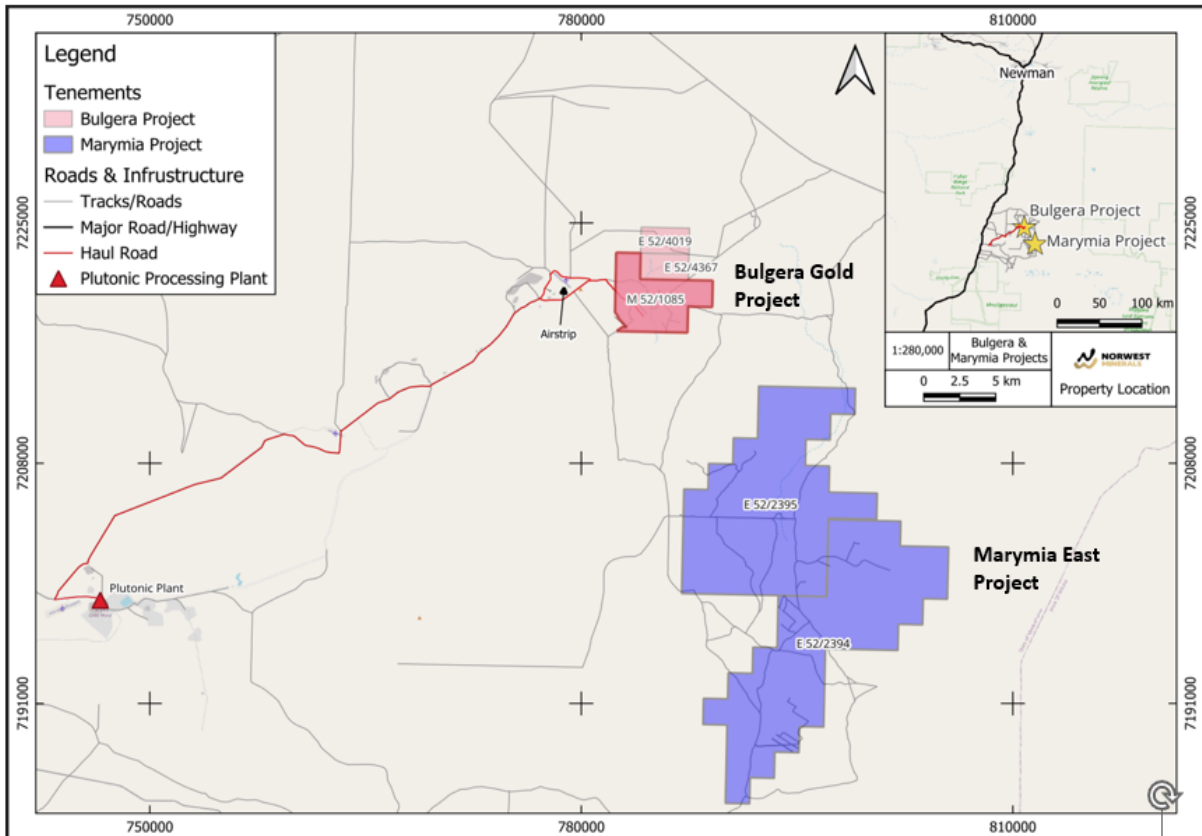 750000
780000
810000
Legend
Tenements
Bulgera Project
Marymia Project
Roads & Infrustructure
Tracks/Roads
Major Road/Highway
Haul Road
Plutonic Processing Plant
Newman
Bulgera Project
Marymia Project
0 50 100 km
1:280,000
Bulgera &
Marymia Projects
NORWEST
MINERALS
0 2.5 5 km
Property Location
7225000
7225000
E 52/4019
E 52/4367
M 52/1085
Bulgera Gold
Project
Airstrip
7208000
7208000
E 52/2395
Marymia East
Project
Plutonic Plant
E 52/2394
7191000
7191000
750000
780000
810000